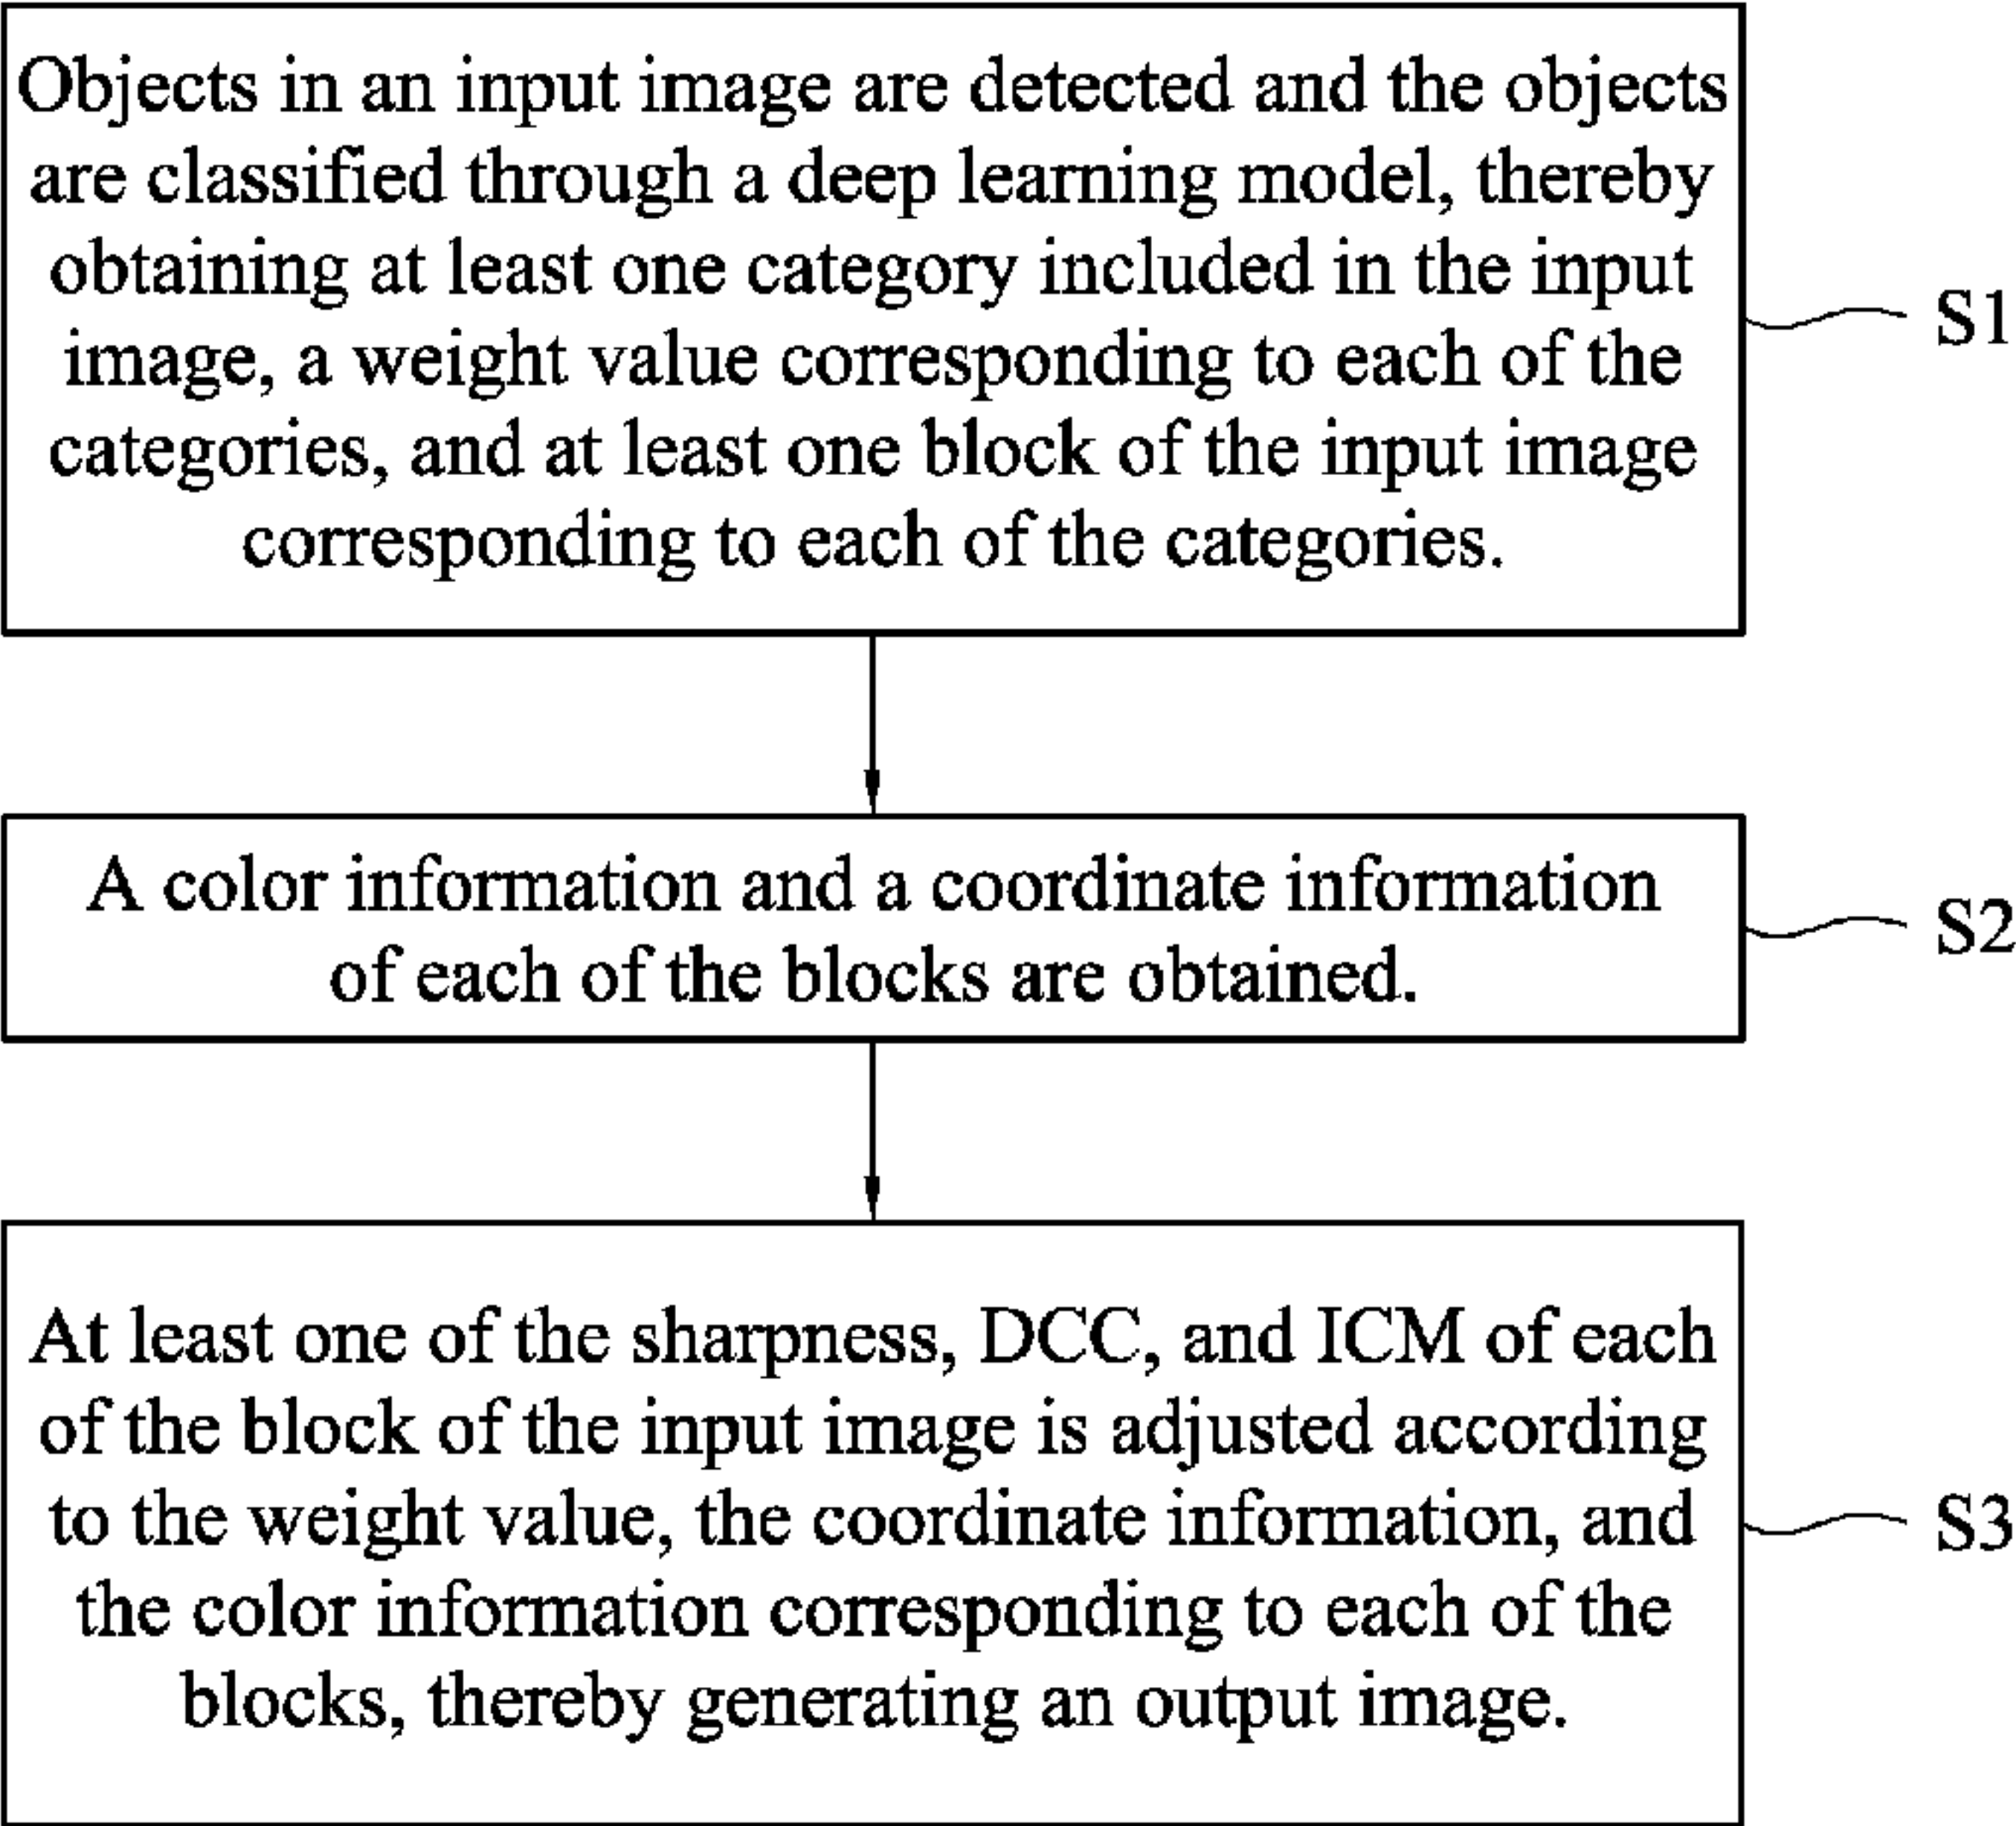 Objects in an input image are detected and the objects
are classified through a deep learning model, thereby
obtaining at least one category included in the input
image, a weight value corresponding to each of the
categories, and at least one block of the input image
corresponding to each of the categories.
S1
A color information and a coordinate information
of each of the blocks are obtained.
S2
At least one of the sharpness, DCC, and ICM of each
of the block of the input image is adjusted according
to the weight value, the coordinate information, and
the color information corresponding to each of the
blocks, thereby generating an output image.
S3